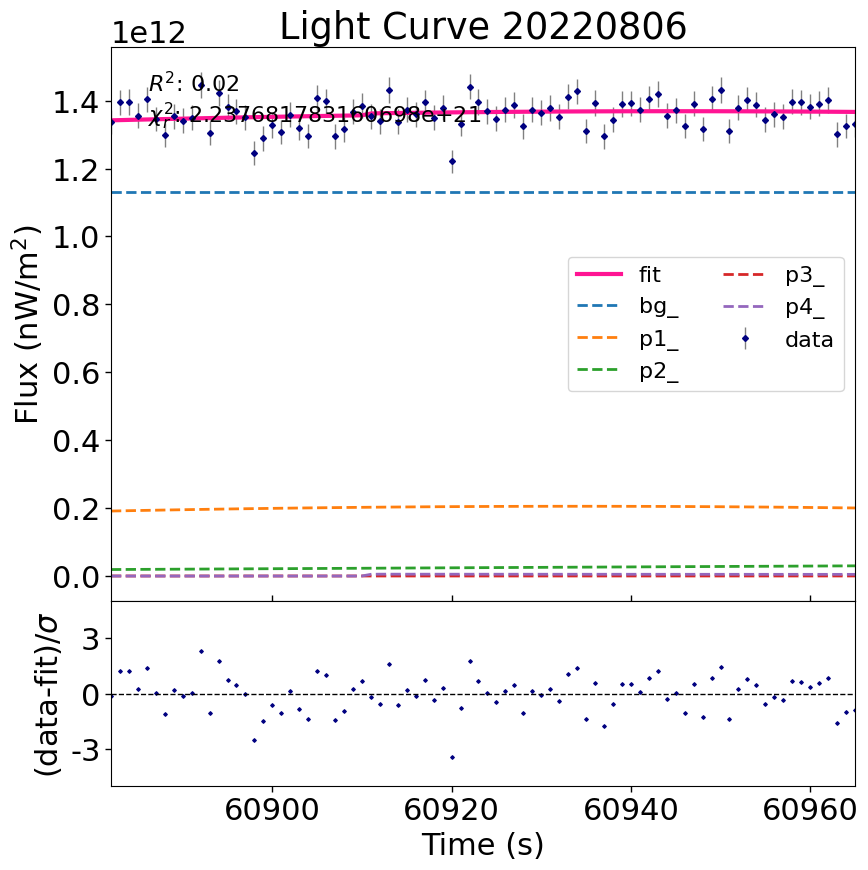 1e12
Light Curve 20220806
R²: 0.02
Flux (nW/m²)
1.4
1.2
1.0
0.8
0.6
0.4
0.2
0.0
fit
bg_
p1_
p2_
p3_
p4_
data
(data-fit)/σ
3
0
-3
60900
60920
60940
60960
Time (s)